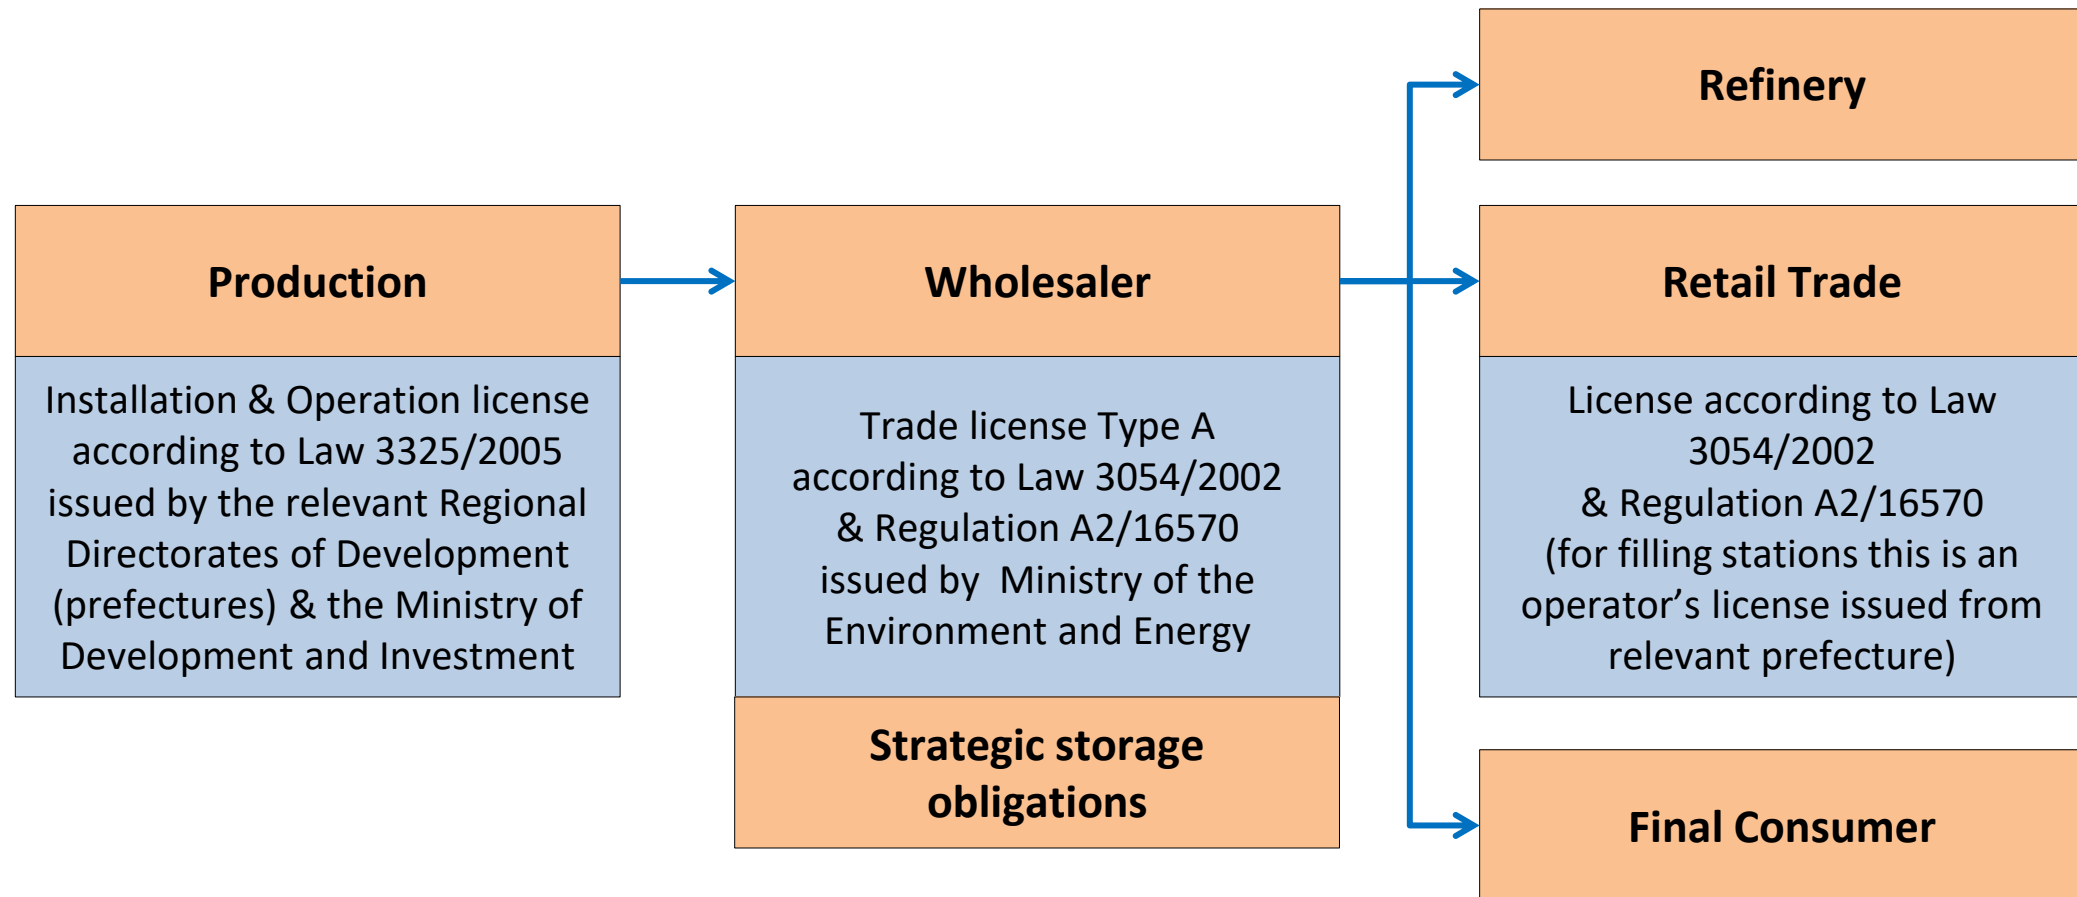 Refinery
Production
Wholesaler
Retail Trade
Installation & Operation license
according to Law 3325/2005
issued by the relevant Regional
Directorates of Development
(prefectures) & the Ministry of
Development and Investment
Trade license Type A
according to Law 3054/2002
& Regulation A2/16570
issued by  Ministry of the
Environment and Energy
License according to Law
3054/2002
& Regulation A2/16570
(for filling stations this is an
operator’s license issued from
relevant prefecture)
Strategic storage
obligations
Final Consumer